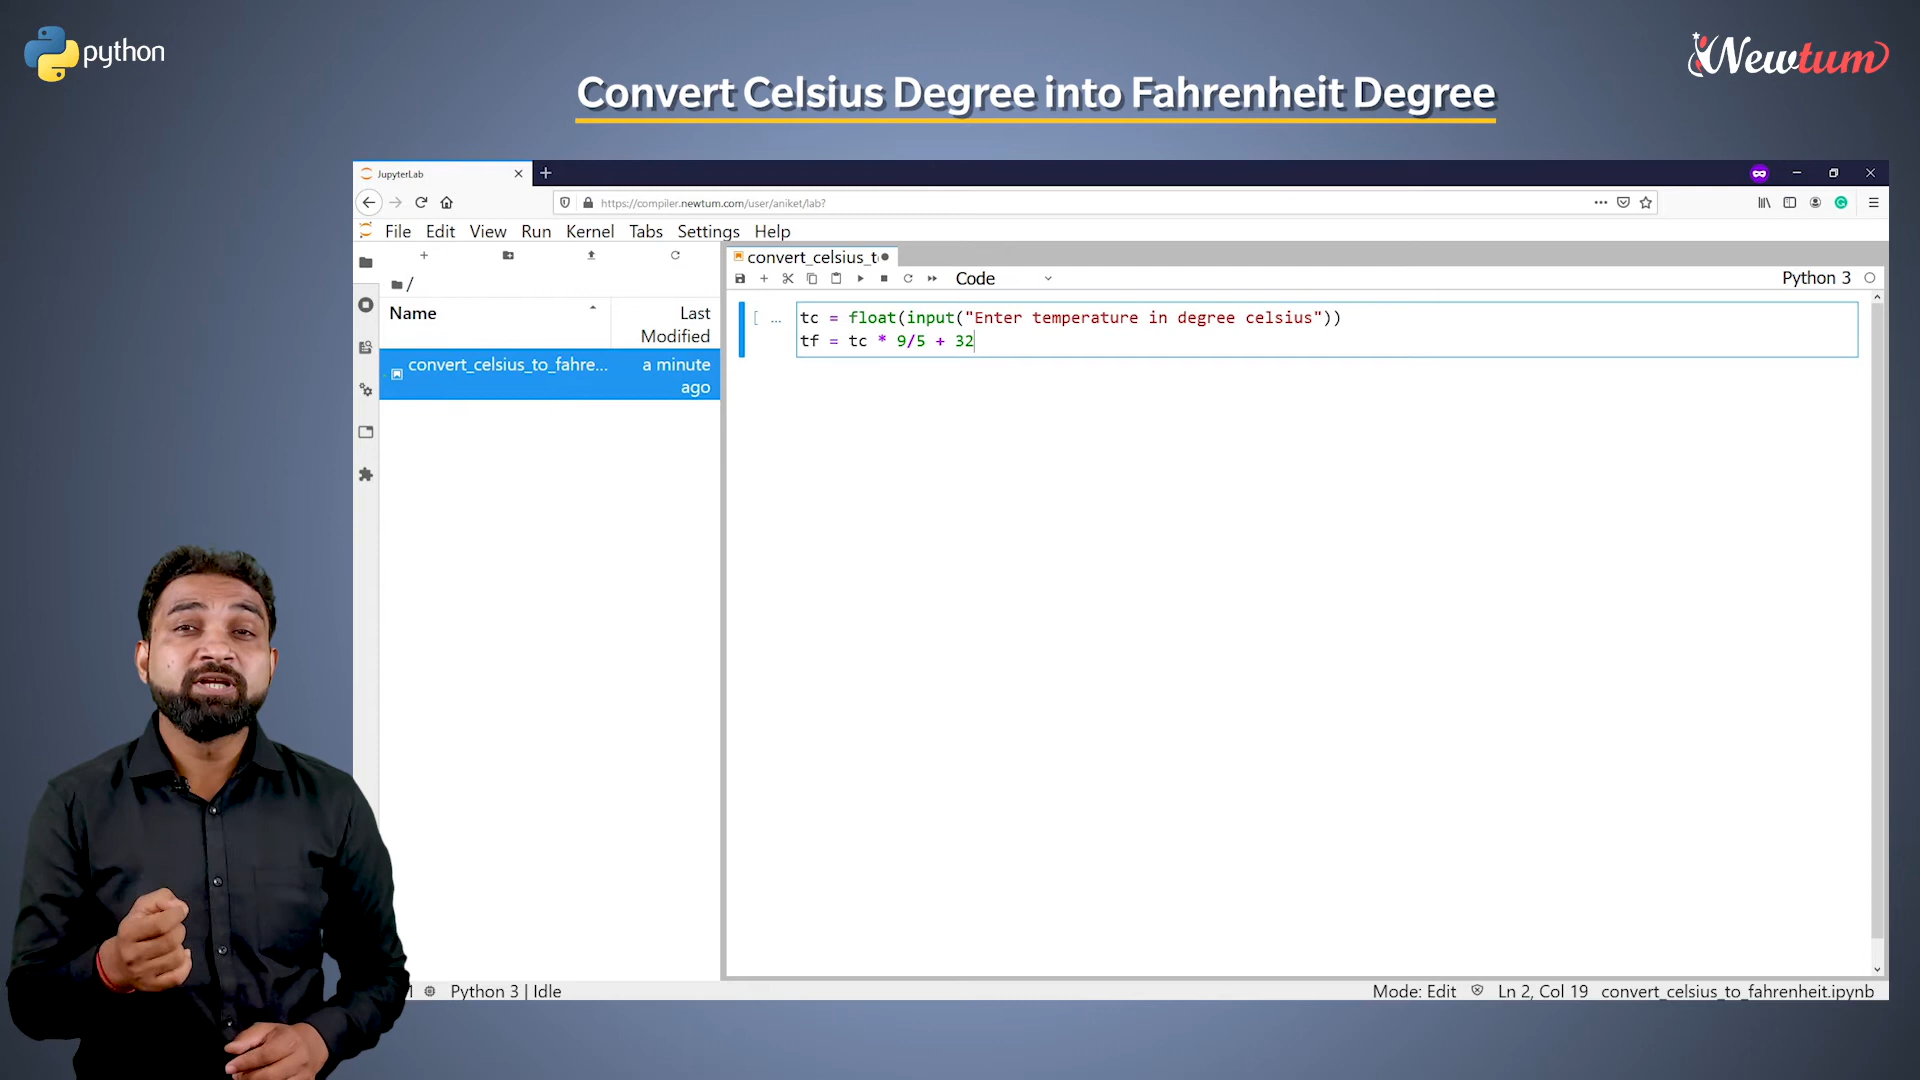 python
Newtum
Convert Celsius Degree into Fahrenheit Degree
JupyterLab
https://compiler.newtum.com/user/aniket/lab?
File Edit View Run Kernel Tabs Settings Help
convert_celsius_t
/
Code
Python 3
Name
Last
Modified
convert_celsius_to_fahre...
a minute
ago
[ ...
tc = float(input("Enter temperature in degree celsius"))
tf = tc * 9/5 + 32
1
Python 3 | Idle
Mode: Edit
Ln 2, Col 19
convert_celsius_to_fahrenheit.ipynb